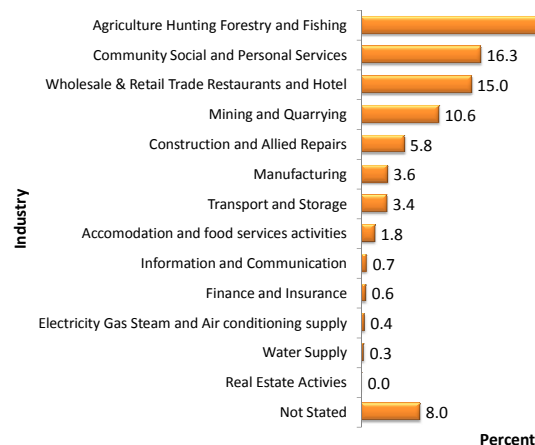 Agriculture Hunting Forestry and Fishing
Community Social and Personal Services 16.3
Wholesale & Retail Trade Restaurants and Hotel 15.0
Mining and Quarrying 10.6
Construction and Allied Repairs 5.8
Manufacturing 3.6
Transport and Storage 3.4
Accomodation and food services activities 1.8
Information and Communication 0.7
Finance and Insurance 0.6
Electricity Gas Steam and Air conditioning supply 0.4
Water Supply 0.3
Real Estate Activies 0.0
Not Stated 8.0
Industry
Percent